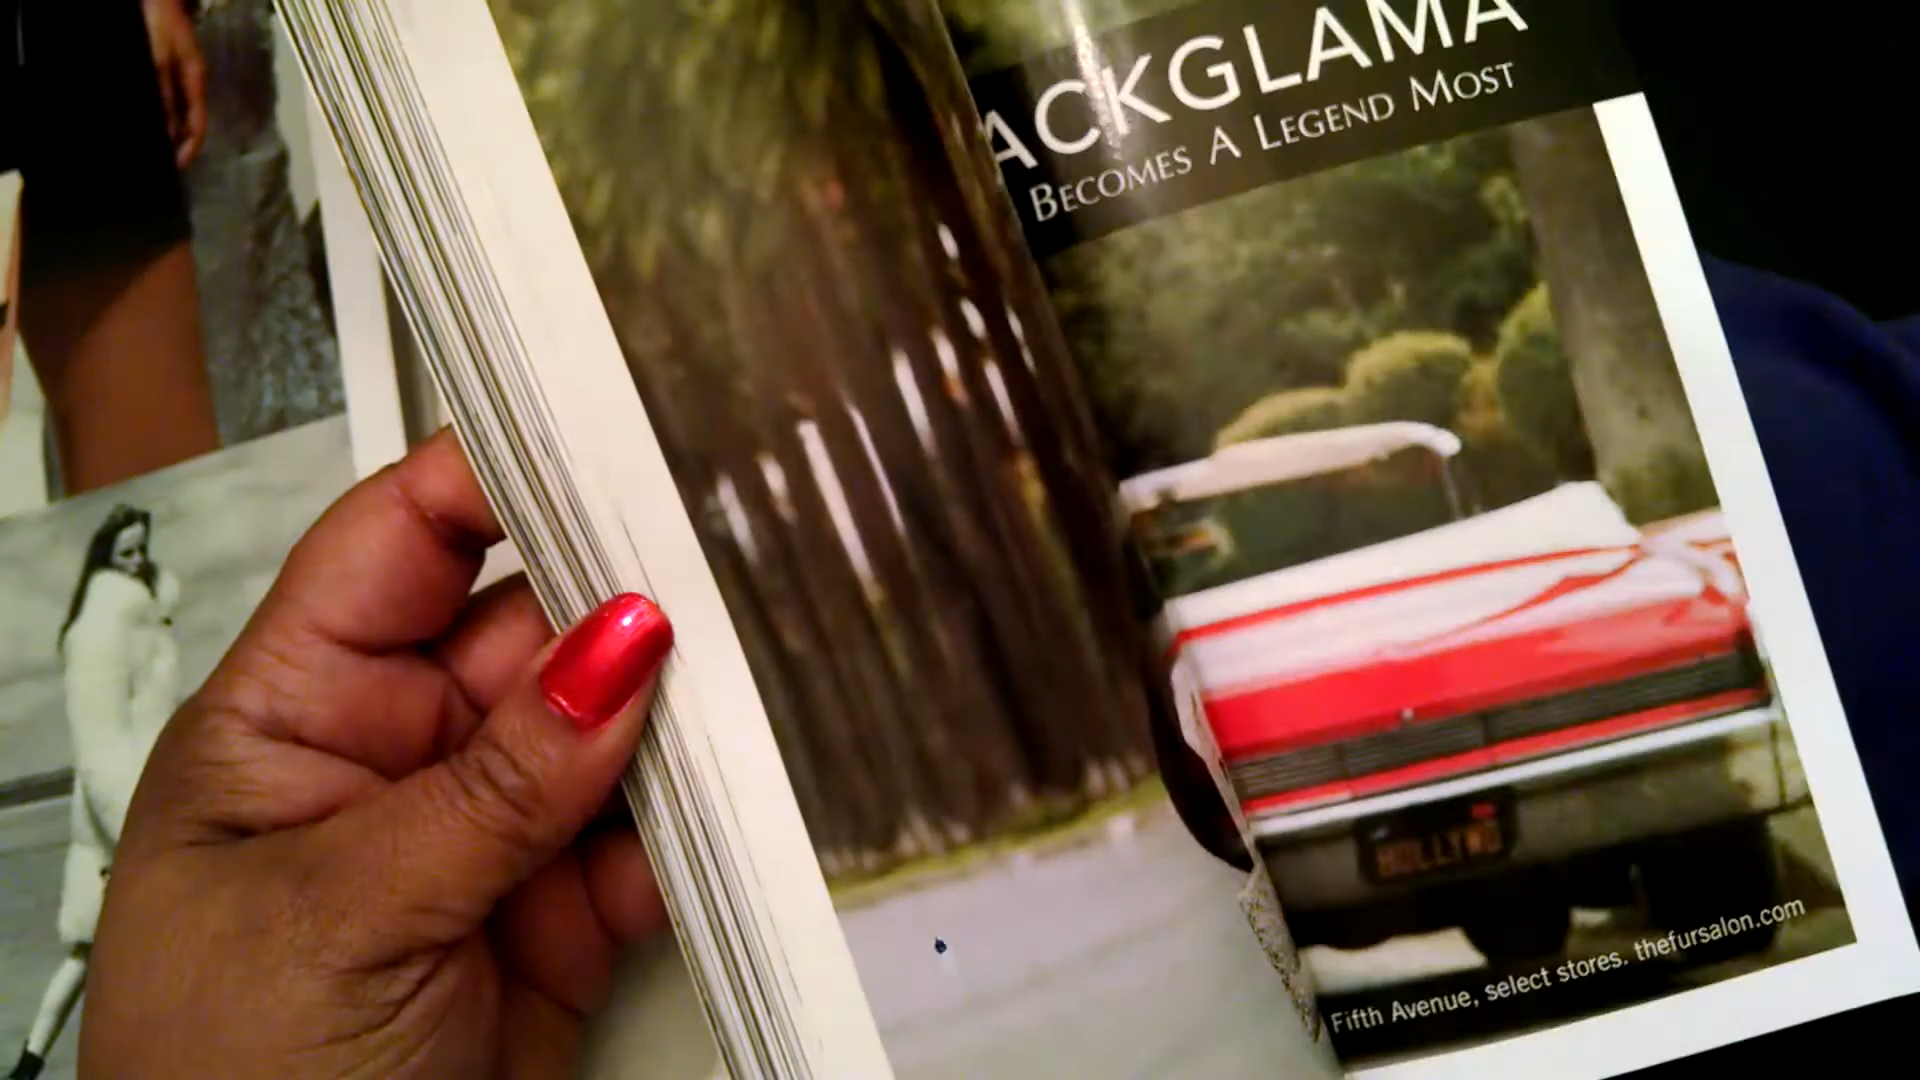 ACKGLAMA
BECOMES A LEGEND MOST
HOLLYWD
Fifth Avenue, select stores. thefursalon.com